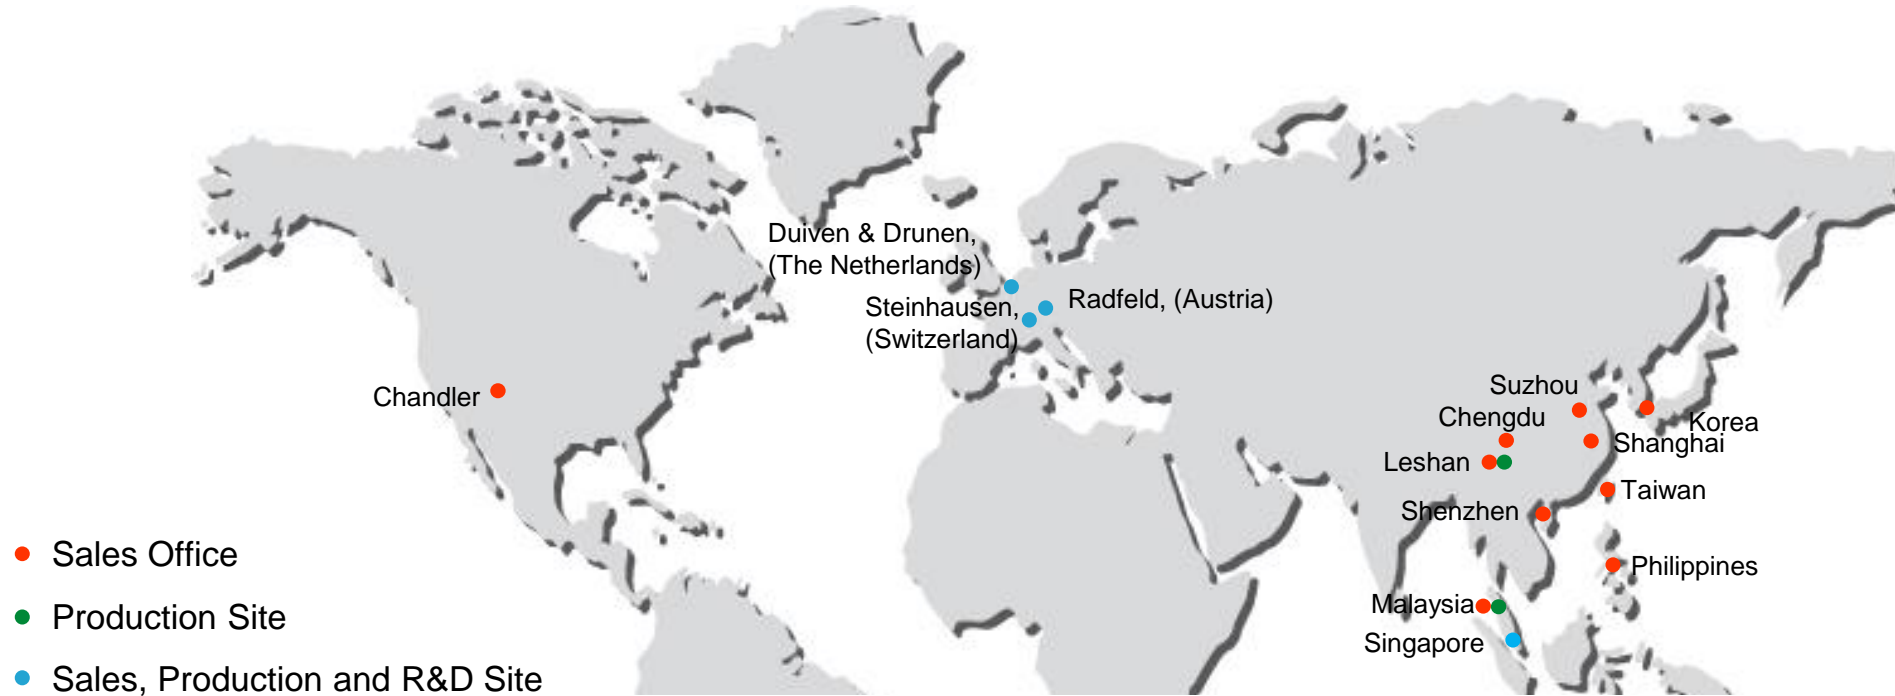 Duiven & Drunen,
(The Netherlands)
Steinhausen,
(Switzerland)
Radfeld, (Austria)
Chandler
Suzhou
Chengdu
Korea
Shanghai
Leshan
Taiwan
Shenzhen
Philippines
Malaysia
Singapore
Sales Office
Production Site
Sales, Production and R&D Site